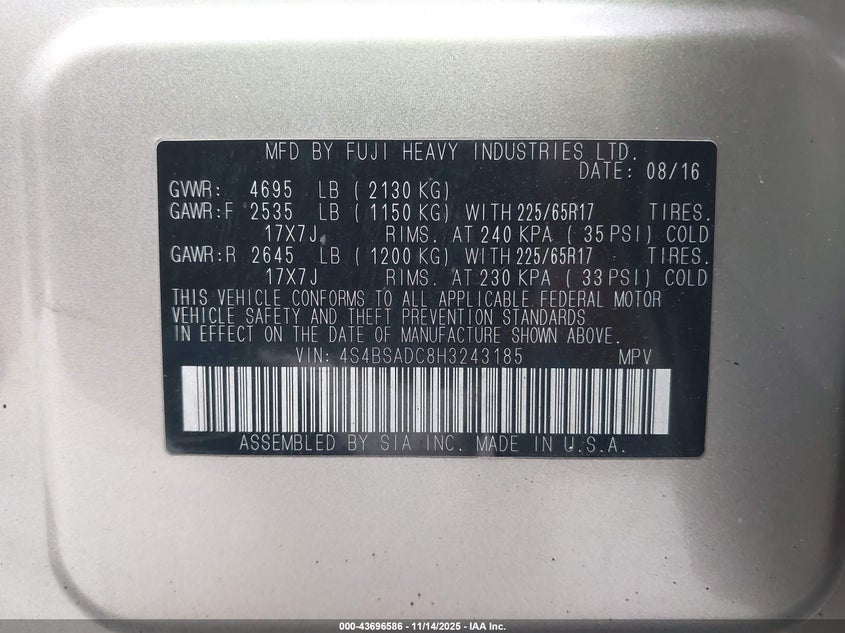 MFD BY FUJI HEAVY INDUSTRIES LTD.
DATE: 08/16
GVWR: 4695 LB ( 2130 KG)
GAWR:F 2535 LB ( 1150 KG) WITH 225/65R17 TIRES.
17X7J RIMS. AT 240 KPA ( 35 PSI) COLD
GAWR:R 2645 LB ( 1200 KG) WITH 225/65R17 TIRES.
17X7J RIMS. AT 230 KPA ( 33 PSI) COLD
THIS VEHICLE CONFORMS TO ALL APPLICABLE FEDERAL MOTOR
VEHICLE SAFETY AND THEFT PREVENTION STANDARDS
IN EFFECT ON THE DATE OF MANUFACTURE SHOWN ABOVE.
VIN: 4S4BSADC8H3243185 MPV
ASSEMBLED BY SIA INC. MADE IN U.S.A.
000-43696586 - 11/14/2025 - IAA Inc.